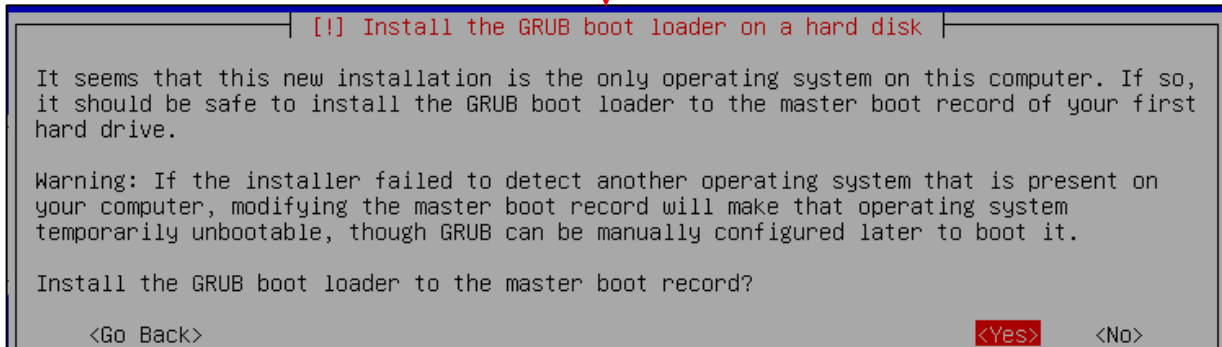 [!] Install the GRUB boot loader on a hard disk
It seems that this new installation is the only operating system on this computer. If so,
it should be safe to install the GRUB boot loader to the master boot record of your first
hard drive.
Warning: If the installer failed to detect another operating system that is present on
your computer, modifying the master boot record will make that operating system
temporarily unbootable, though GRUB can be manually configured later to boot it.
Install the GRUB boot loader to the master boot record?
<Go Back> <Yes> <No>